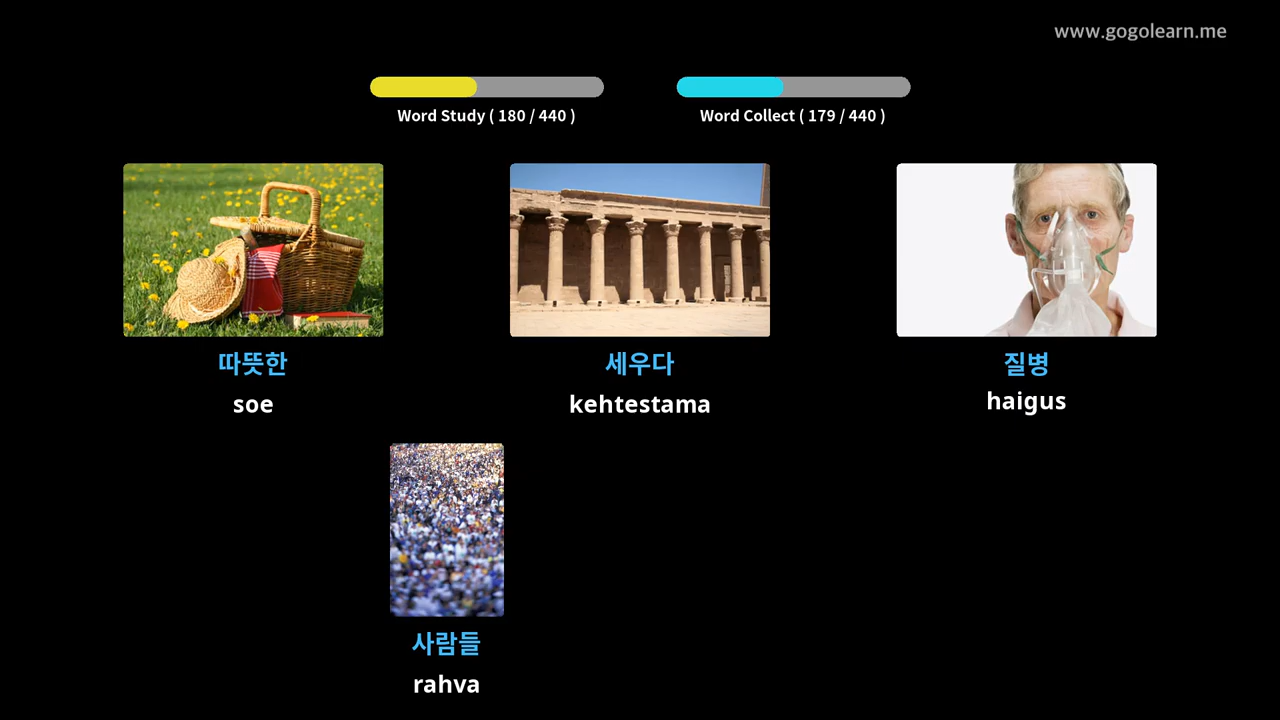 www.gogolearn.me
Word Study ( 180 / 440 )
Word Collect ( 179 / 440 )
따뜻한
soe
세우다
kehtestama
질병
haigus
사람들
rahva